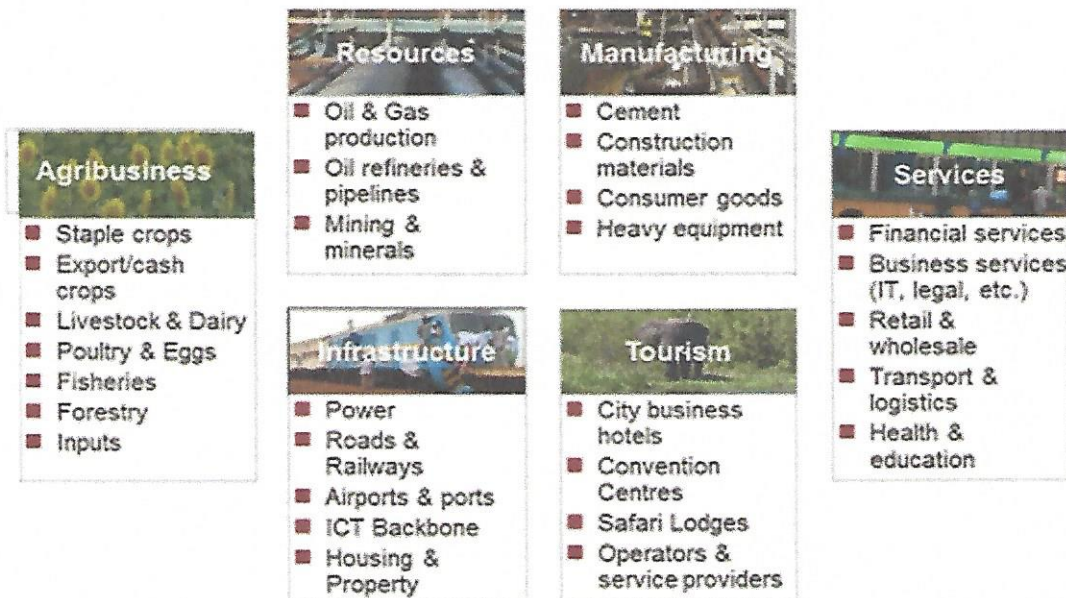 Agribusiness
Staple crops
Export/cash
crops
Livestock & Dairy
Poultry & Eggs
Fisheries
Forestry
Inputs
Resources
Oil & Gas
production
Oil refineries &
pipelines
Mining &
minerals
Infrastructure
Power
Roads &
Railways
Airports & ports
ICT Backbone
Housing &
Property
Manufacturing
Cement
Construction
materials
Consumer goods
Heavy equipment
Tourism
City business
hotels
Convention
Centres
Safari Lodges
Operators &
service providers
Services
Financial services
Business services
(IT, legal, etc.)
Retail &
wholesale
Transport &
logistics
Health &
education